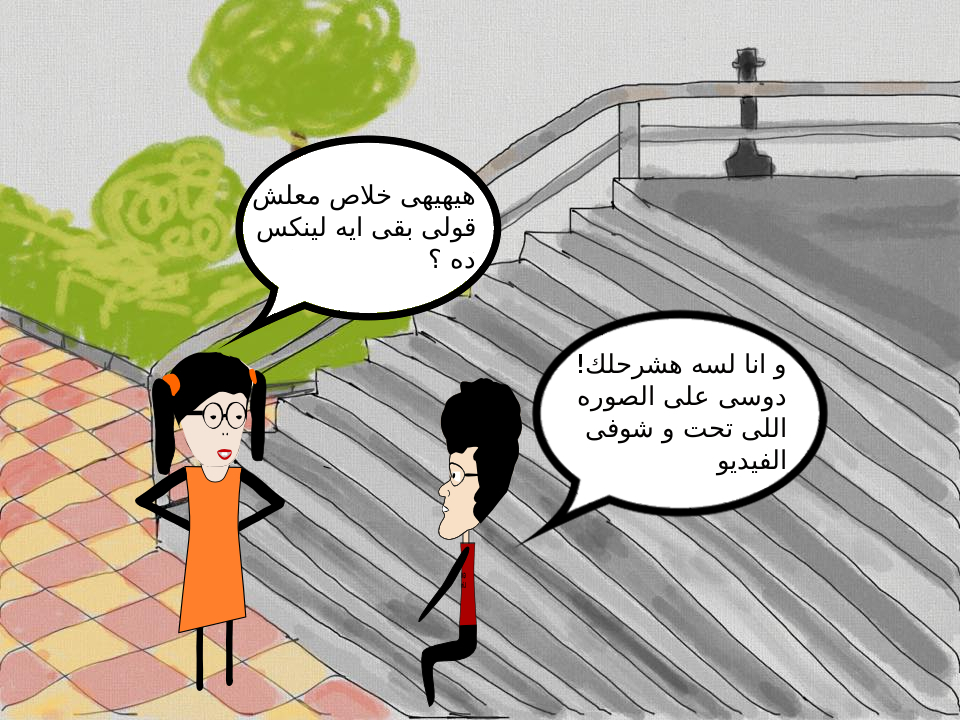 هيهيهى خلاص معلش
قولى بقى ايه لينكس
ده ؟
و انا لسه هشرحلك!
دوسى على الصوره
اللى تحت و شوفى
الفيديو